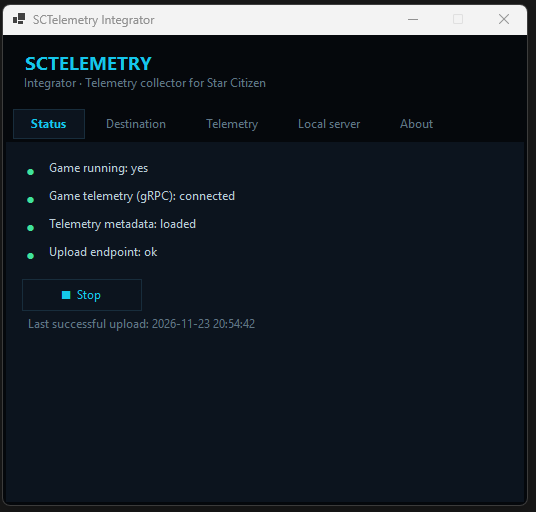 SCTelemetry Integrator
SCTELEMETRY
Integrator · Telemetry collector for Star Citizen
Status Destination Telemetry Local server About
Game running: yes
Game telemetry (gRPC): connected
Telemetry metadata: loaded
Upload endpoint: ok
Stop
Last successful upload: 2026-11-23 20:54:42